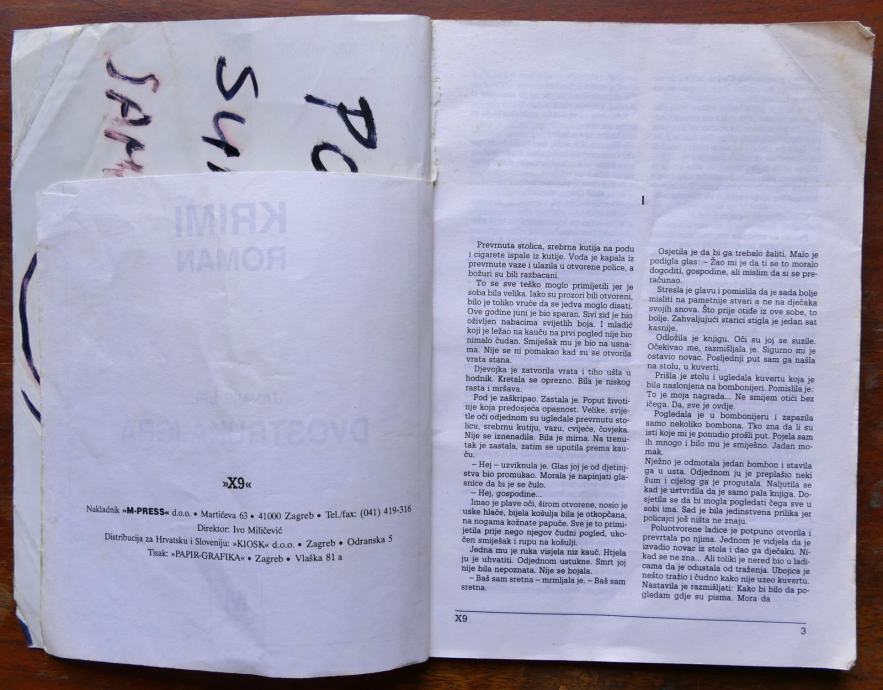 SAM
SU
PO
KRIMI
ROMAN
»X9«
Nakladnik »M-PRESS« d.o.o. • Martićeva 63 • 41000 Zagreb • Tel./fax: (041) 419-316
Direktor: Ivo Miličević
Distribucija za Hrvatsku i Sloveniju: »KIOSK« d.o.o. • Zagreb • Odranska 5
Tisak: »PAPIR-GRAFIKA« • Zagreb • Vlaška 81 a
I
Prevrnuta stolica, srebrna kutija na podu
i cigarete ispale iz kutije. Voda je kapala iz
prevrnute vaze i ulazila u otvorene police, a
božuri su bili razbacani.
To se sve teško moglo primijetiti jer je
soba bila velika. Iako su prozori bili otvoreni,
bilo je toliko vruće da se jedva moglo disati.
Ove godine juni je bio sparan. Sivi zid je bio
oživljen nabacima svijetlih boja. I mladić
koji je ležao na kauču na prvi pogled nije bio
nimalo čudan. Smiješak mu je bio na usna-
ma. Nije se ni pomakao kad su se otvorila
vrata stana.
Djevojka je zatvorila vrata i tiho ušla u
hodnik. Kretala se oprezno. Bila je niskog
rasta i mršava.
Pod je zaškripao. Zastala je. Poput životi-
nje koja predosjeća opasnost. Velike, svije-
tle oči odjednom su ugledale prevrnutu sto-
licu, srebrnu kutiju, vazu, cvijeće, čovjeka.
Nije se iznenadila. Bila je mirna. Na trenu-
tak je zastala, zatim se uputila prema kau-
ču.
– Hej – uzviknula je. Glas joj je od djetinj-
stva bio promukao. Morala je napinjati gla-
snice da bi je se čulo.
– Hej, gospodine...
Imao je plave oči, širom otvorene, nosio je
uske hlače, bijela košulja bila je otkopčana,
na nogama kožnate papuče. Sve je to primi-
jetila prije nego njegov čudni pogled, uko-
čen smiješak i rupu na košulji.
Jedna mu je ruka visjela niz kauč. Htjela
ju je uhvatiti. Odjednom ustukne. Smrt joj
nije bila nepoznata. Nije se bojala.
– Baš sam sretna – mrmljala je. – Baš sam
sretna.
Osjetila je da bi ga trebalo žaliti. Malo je
podigla glas: – Žao mi je da ti se to moralo
dogoditi, gospodine, ali mislim da si se pre-
računao.
Stresla je glavu i pomislila da je sada bolje
misliti na pametnije stvari a ne na dječaka
svojih snova. Što prije otiđe iz ove sobe, to
bolje. Zahvaljujući starici stigla je jedan sat
kasnije.
Odložila je knjigu. Oči su joj se suzile.
Očekivao me, razmišljala je. Sigurno mi je
ostavio novac. Posljednji put sam ga našla
na stolu, u kuverti.
Prišla je stolu i ugledala kuvertu koja je
bila naslonjena na bombonijeri. Pomislila je:
To je moja nagrada... Ne smijem otići bez
ičega. Da, sve je ovdje.
Pogledala je u bombonijeru i zapazila
samo nekoliko bombona. Tko zna da li su
isti koje mi je ponudio prošli put. Pojela sam
ih mnogo i bilo mu je smiješno. Jadan mo-
mak.
Nježno je odmotala jedan bombon i stavila
ga u usta. Odjednom ju je preplašio neki
šum i cijelog ga je progutala. Naljutila se
kad je ustvrdila da je samo pala knjiga. Do-
sjetila se da bi mogla pogledati čega sve u
sobi ima. Sad je bila jedinstvena prilika jer
policajci još ništa ne znaju.
Poluotvorene ladice je potpuno otvorila i
prevrtala po njima. Jednom je vidjela da je
izvadio novac iz stola i dao ga dječaku. Ni-
kad se ne zna... Ali toliki je nered bio u ladi-
cama da je odustala od traženja. Ubojica je
nešto tražio i čudno kako nije uzeo kuvertu.
Nastavila je razmišljati: Kako bi bilo da po-
gledam gdje su pisma. Mora da
X9
3